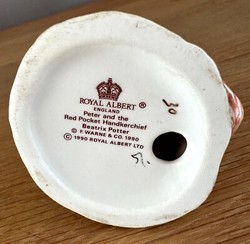 ROYAL ALBERT ®
ENGLAND
Peter and the
Red Pocket Handkerchief
Beatrix Potter
© F. WARNE & CO. 1990
© 1990 ROYAL ALBERT LTD